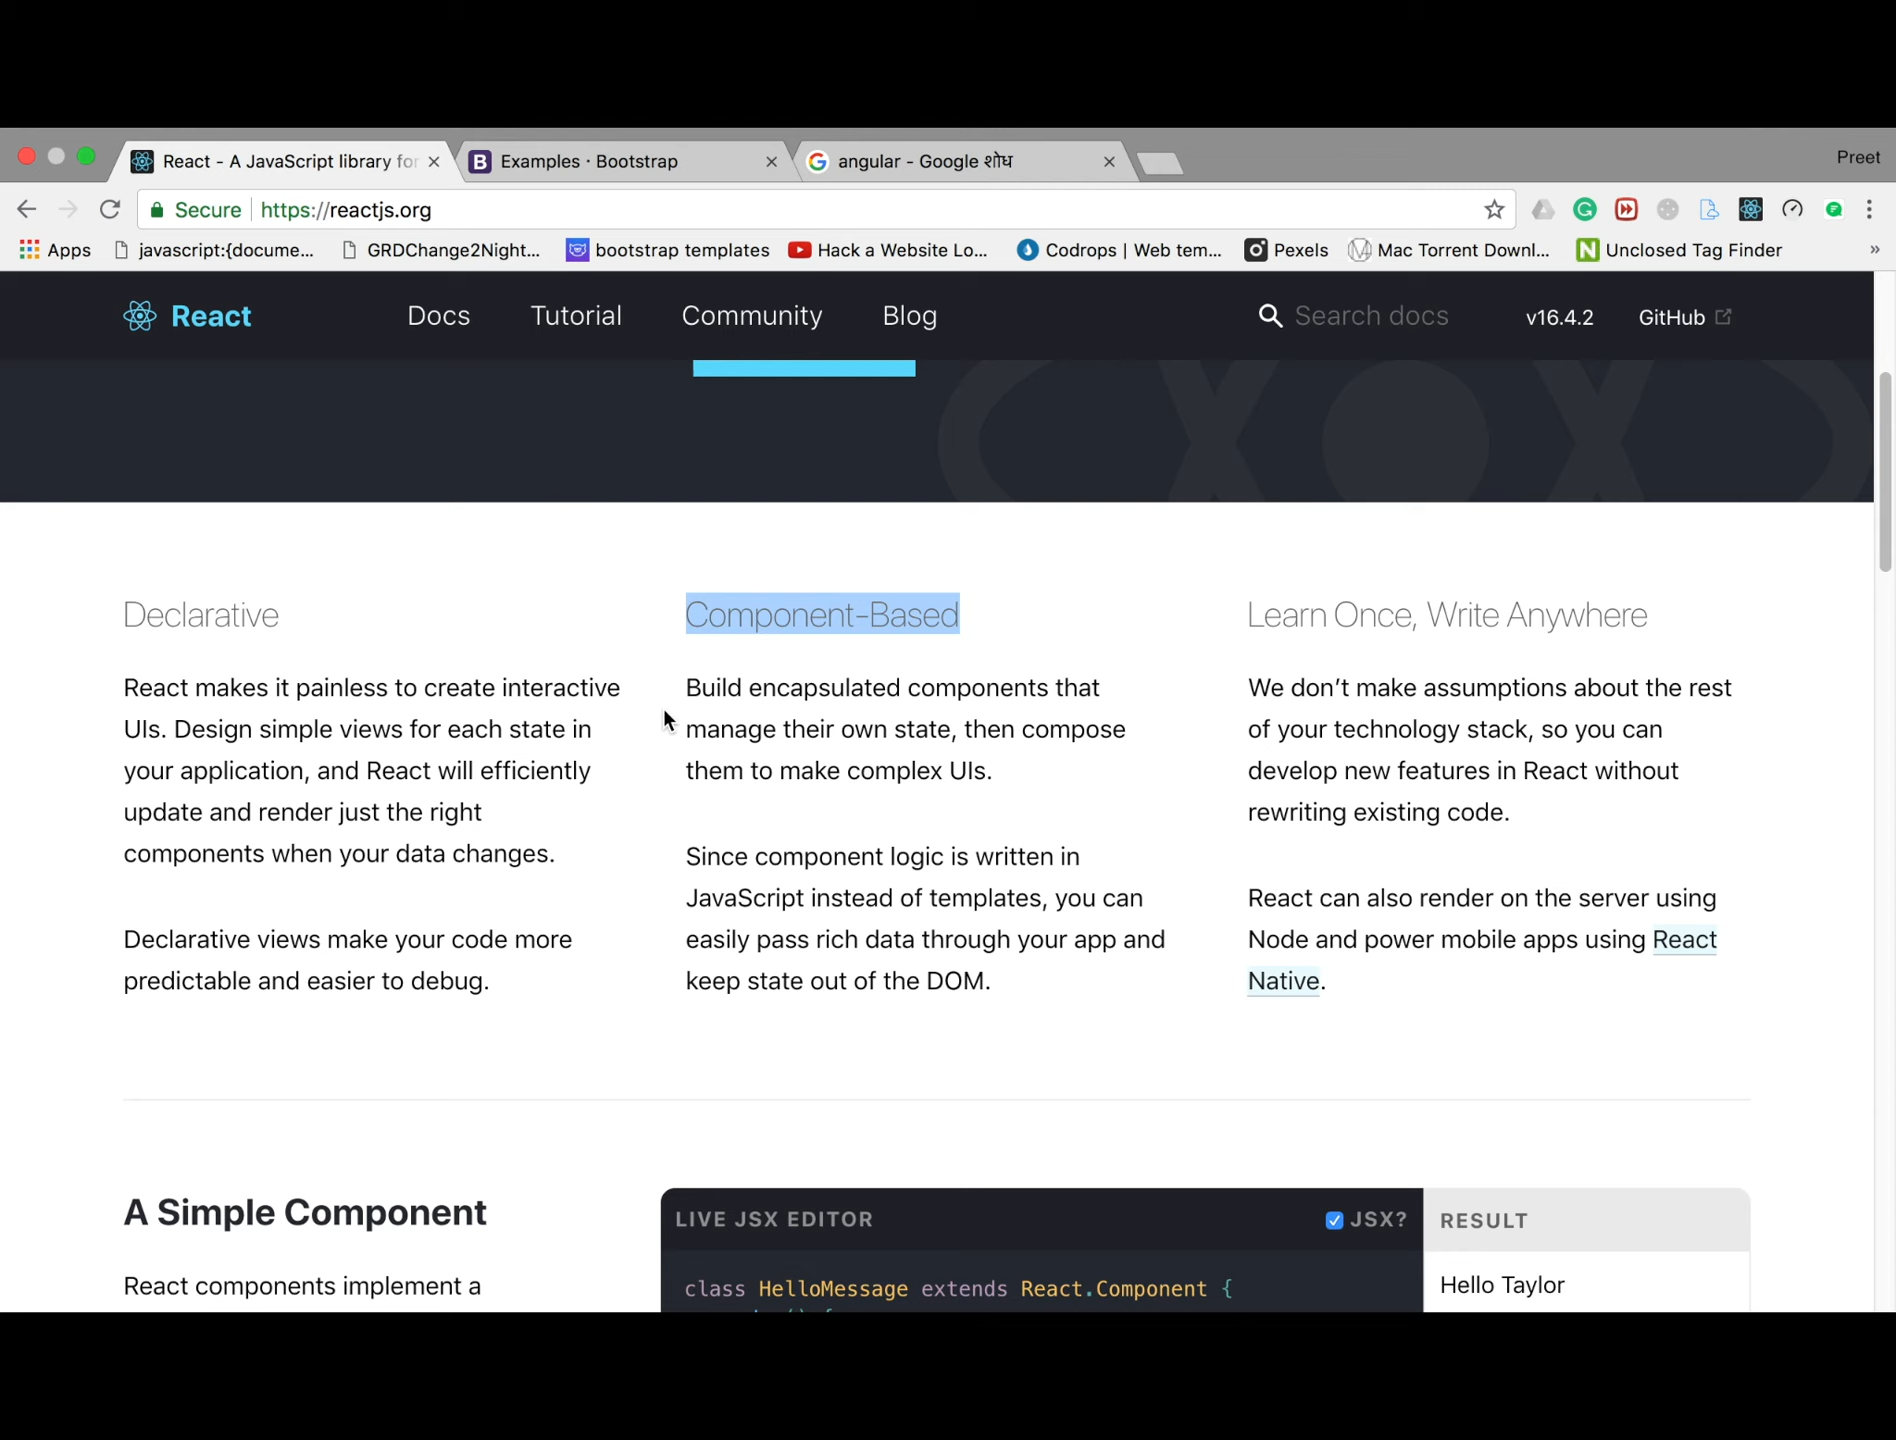 React - A JavaScript library for
Examples · Bootstrap
angular - Google शोध
Preet
Secure
https://reactjs.org
Apps
javascript:{docume...
GRDChange2Night...
bootstrap templates
Hack a Website Lo...
Codrops | Web tem...
Pexels
Mac Torrent Downl...
Unclosed Tag Finder
»
React
Docs
Tutorial
Community
Blog
Search docs
v16.4.2
GitHub
Declarative
React makes it painless to create interactive
UIs. Design simple views for each state in
your application, and React will efficiently
update and render just the right
components when your data changes.
Declarative views make your code more
predictable and easier to debug.
Component-Based
Build encapsulated components that
manage their own state, then compose
them to make complex UIs.
Since component logic is written in
JavaScript instead of templates, you can
easily pass rich data through your app and
keep state out of the DOM.
Learn Once, Write Anywhere
We don’t make assumptions about the rest
of your technology stack, so you can
develop new features in React without
rewriting existing code.
React can also render on the server using
Node and power mobile apps using React
Native.
A Simple Component
React components implement a
LIVE JSX EDITOR
JSX?
class HelloMessage extends React.Component {
RESULT
Hello Taylor